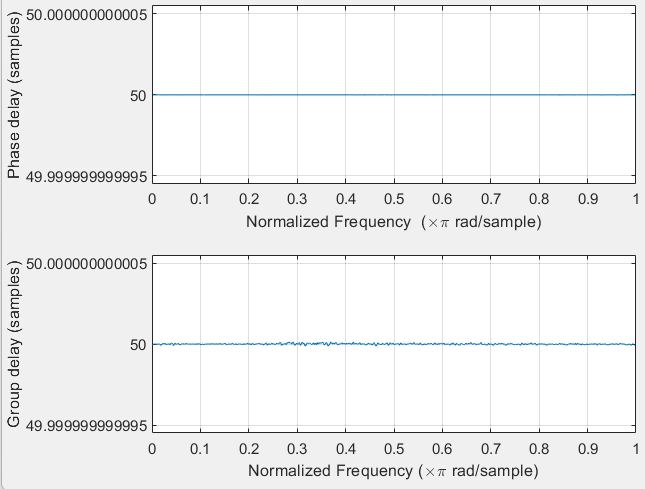 50.000000000005
Phase delay (samples)
50
49.999999999995
0 0.1 0.2 0.3 0.4 0.5 0.6 0.7 0.8 0.9 1
Normalized Frequency (×π rad/sample)
50.000000000005
Group delay (samples)
50
49.999999999995
0 0.1 0.2 0.3 0.4 0.5 0.6 0.7 0.8 0.9 1
Normalized Frequency (×π rad/sample)